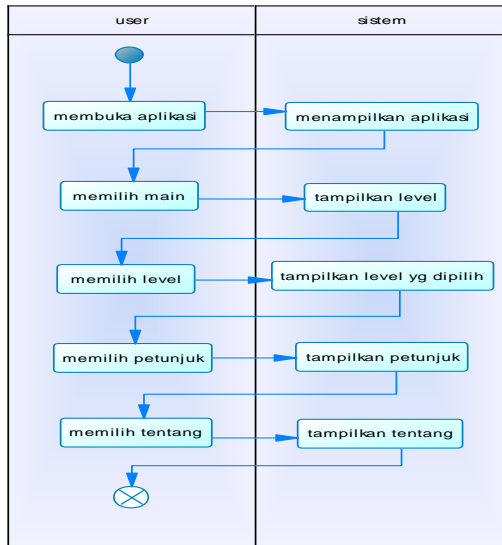 user
sistem
membuka aplikasi
menampilkan aplikasi
memilih main
tampilkan level
memilih level
tampilkan level yg dipilih
memilih petunjuk
tampilkan petunjuk
memilih tentang
tampilkan tentang